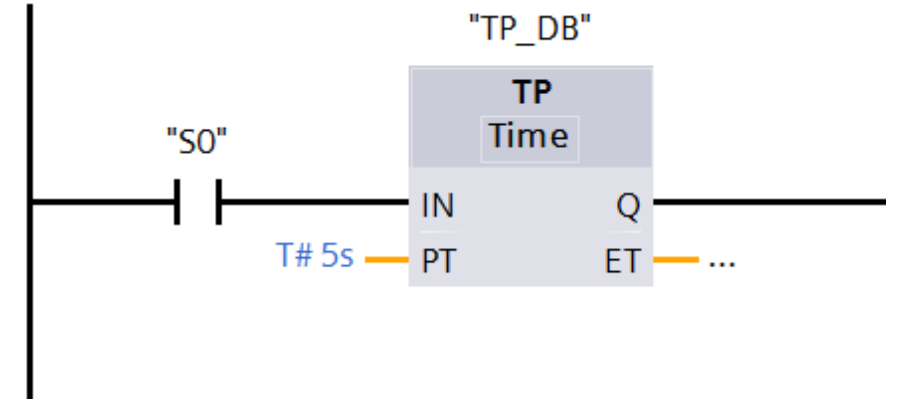 "TP_DB"
TP
Time
"S0"
IN Q
T# 5s PT ET ...